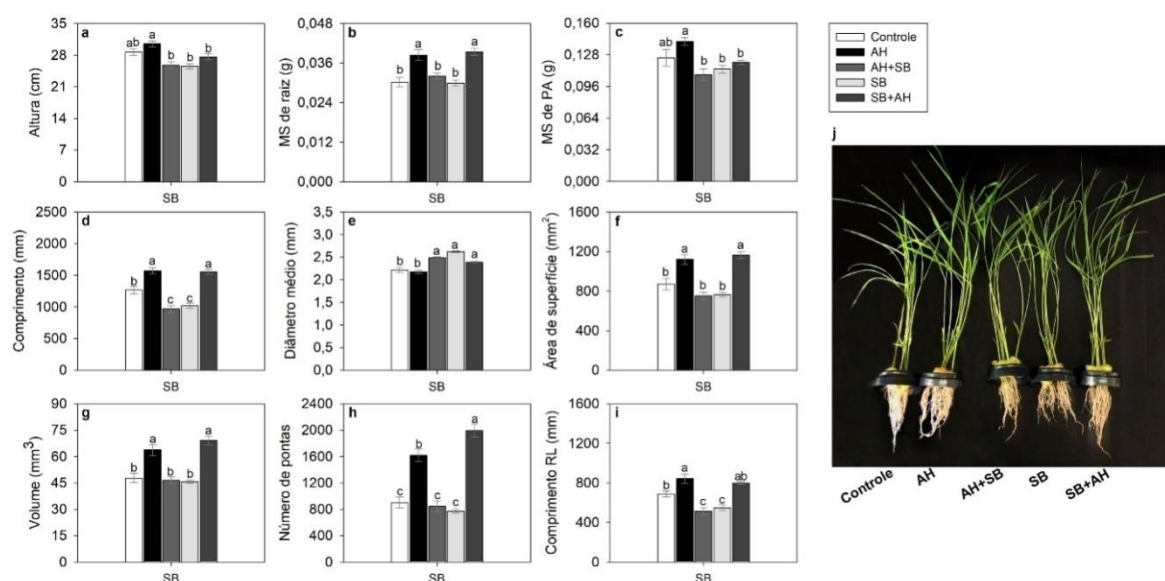 a
Altura (cm)
35
28
21
14
7
0
ab
a
b
b
b
SB
b
MS de raiz (g)
0,048
0,036
0,024
0,012
0,000
b
a
b
b
a
SB
c
MS de PA (g)
0,160
0,128
0,096
0,064
0,032
0,000
ab
a
b
b
b
SB
Controle
AH
AH+SB
SB
SB+AH
d
Comprimento (mm)
2500
2000
1500
1000
500
0
b
a
c
c
a
SB
e
Diâmetro médio (mm)
3,5
3,0
2,5
2,0
1,5
1,0
0,0
b
b
a
a
a
SB
f
Área de superfície (mm²)
1600
1200
800
400
0
b
a
b
b
a
SB
g
Volume (mm³)
90
75
60
45
30
15
0
b
a
b
b
a
SB
h
Número de pontas
2400
2000
1600
1200
800
400
0
c
b
c
c
a
SB
i
Comprimento RL (mm)
1600
1200
800
400
0
b
a
c
c
ab
SB
j
Controle
AH
AH+SB
SB
SB+AH